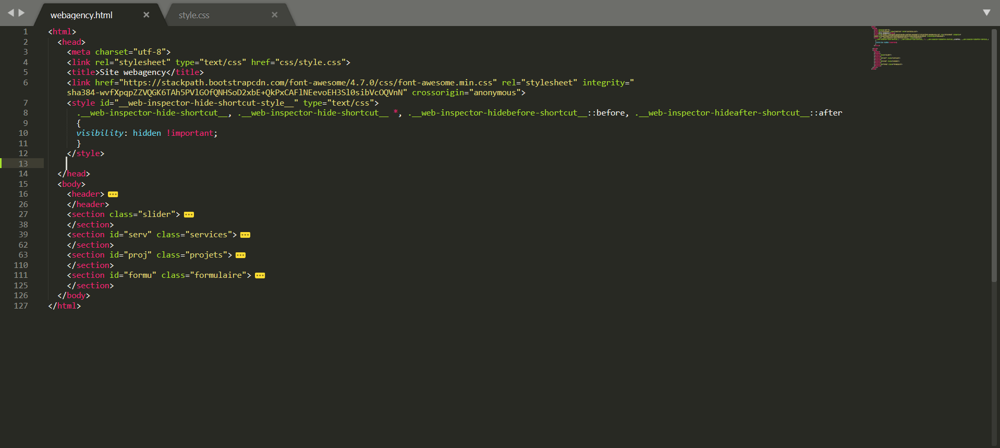 webagency.html × style.css ×
1 <html>
2 <head>
3 <meta charset="utf-8">
4 <link rel="stylesheet" type="text/css" href="css/style.css">
5 <title>Site webagency</title>
6 <link href="https://stackpath.bootstrapcdn.com/font-awesome/4.7.0/css/font-awesome.min.css" rel="stylesheet" integrity="
sha384-wvfXpqpZZVQGK6TAh5PVlGOfQNHSoD2xbE+QkPxCAFlNEevoEH3Sl0sibVcOQVnN" crossorigin="anonymous">
7 <style id="__web-inspector-hide-shortcut-style__" type="text/css">
8 .__web-inspector-hide-shortcut__, .__web-inspector-hide-shortcut__ *, .__web-inspector-hidebefore-shortcut__::before, .__web-inspector-hideafter-shortcut__::after
9 {
10 visibility: hidden !important;
11 }
12 </style>
13
14 </head>
15 <body>
16 <header> ...
26 </header>
27 <section class="slider"> ...
38 </section>
39 <section id="serv" class="services"> ...
62 </section>
63 <section id="proj" class="projets"> ...
110 </section>
111 <section id="formu" class="formulaire"> ...
125 </section>
126 </body>
127 </html>